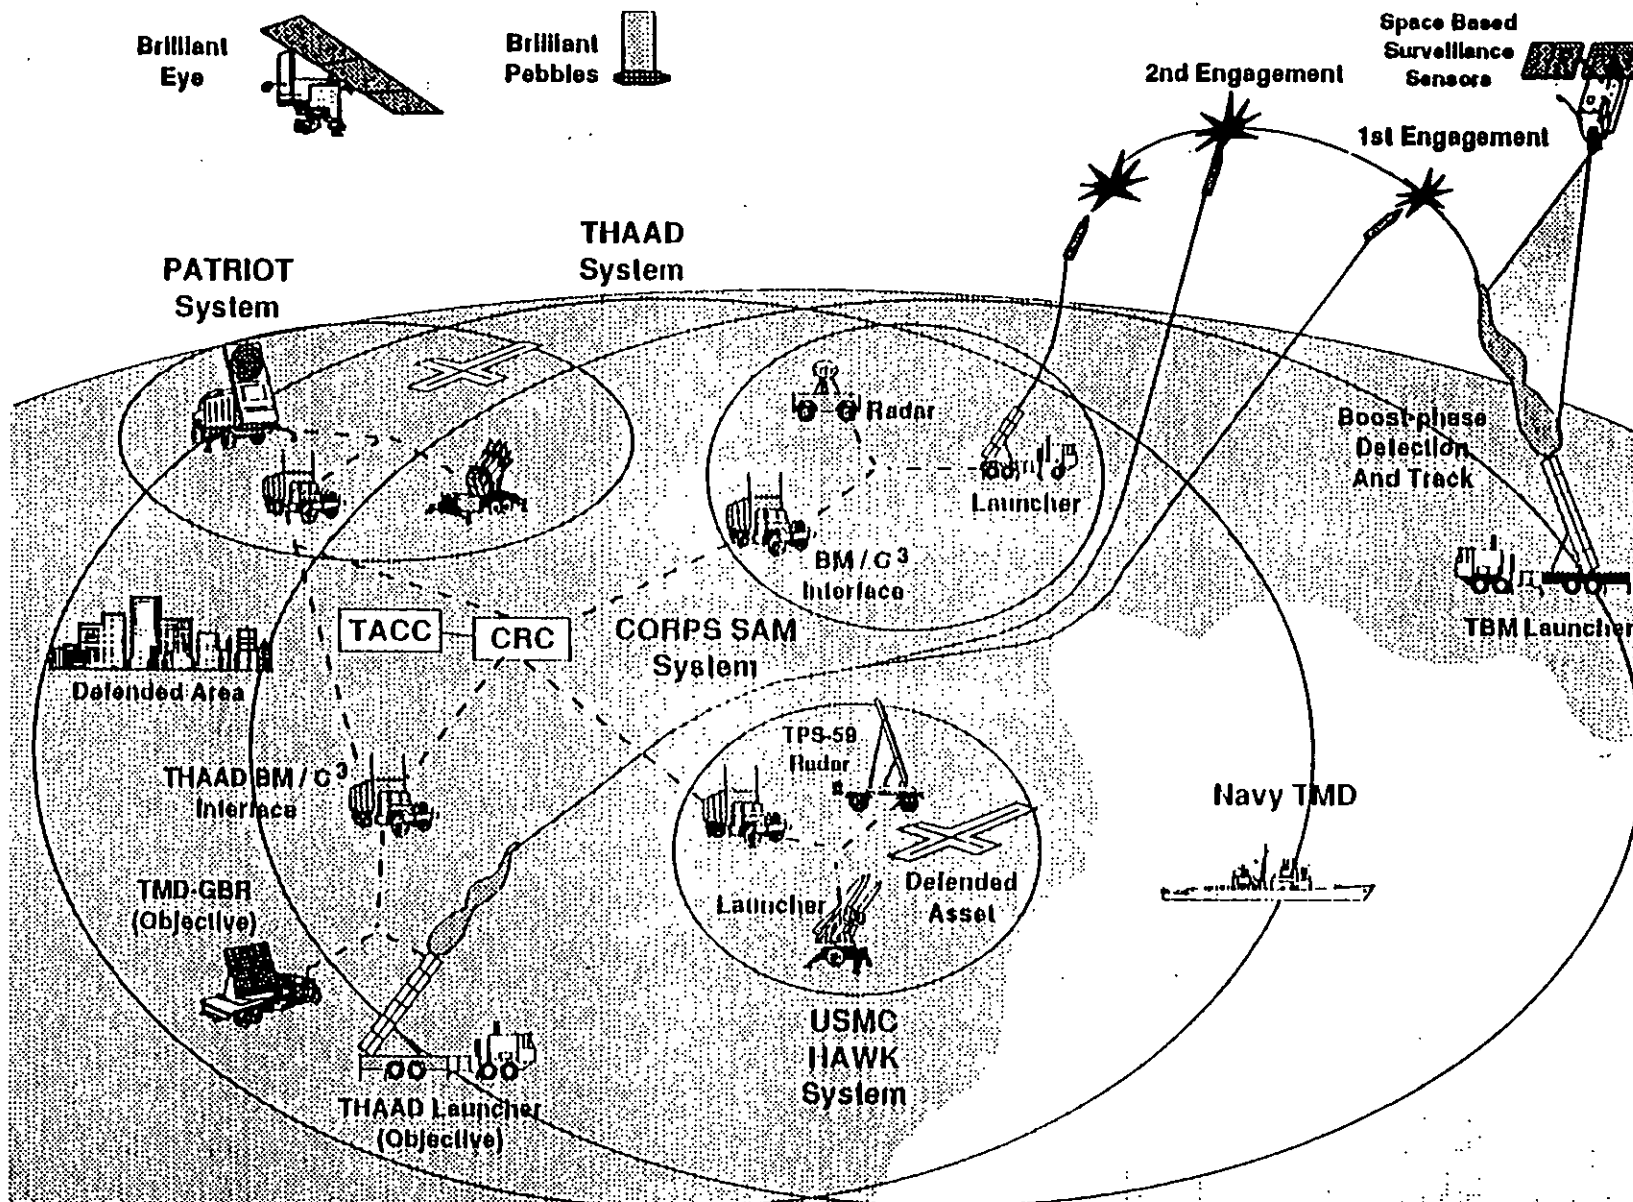 Brilliant
Eye
Brilliant
Pebbles
Space Based
Surveillance
Sensors
2nd Engagement
1st Engagement
THAAD
System
PATRIOT
System
Radar
Launcher
BM / C³
Interface
Boost-phase
Detection
And Track
TBM Launcher
TACC
CRC
CORPS SAM
System
Defended Area
THAAD BM / C³
Interface
TPS-59
Radar
Navy TMD
TMD-GBR
(Objective)
Launcher
Defended
Asset
USMC
HAWK
System
THAAD Launcher
(Objective)